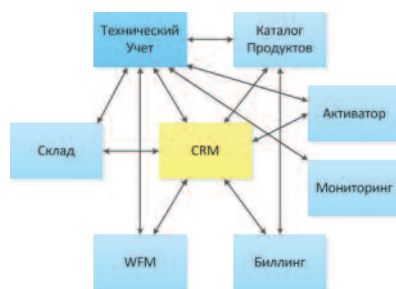 Технический
Учет
Каталог
Продуктов
Активатор
Склад
CRM
Мониторинг
WFM
Биллинг